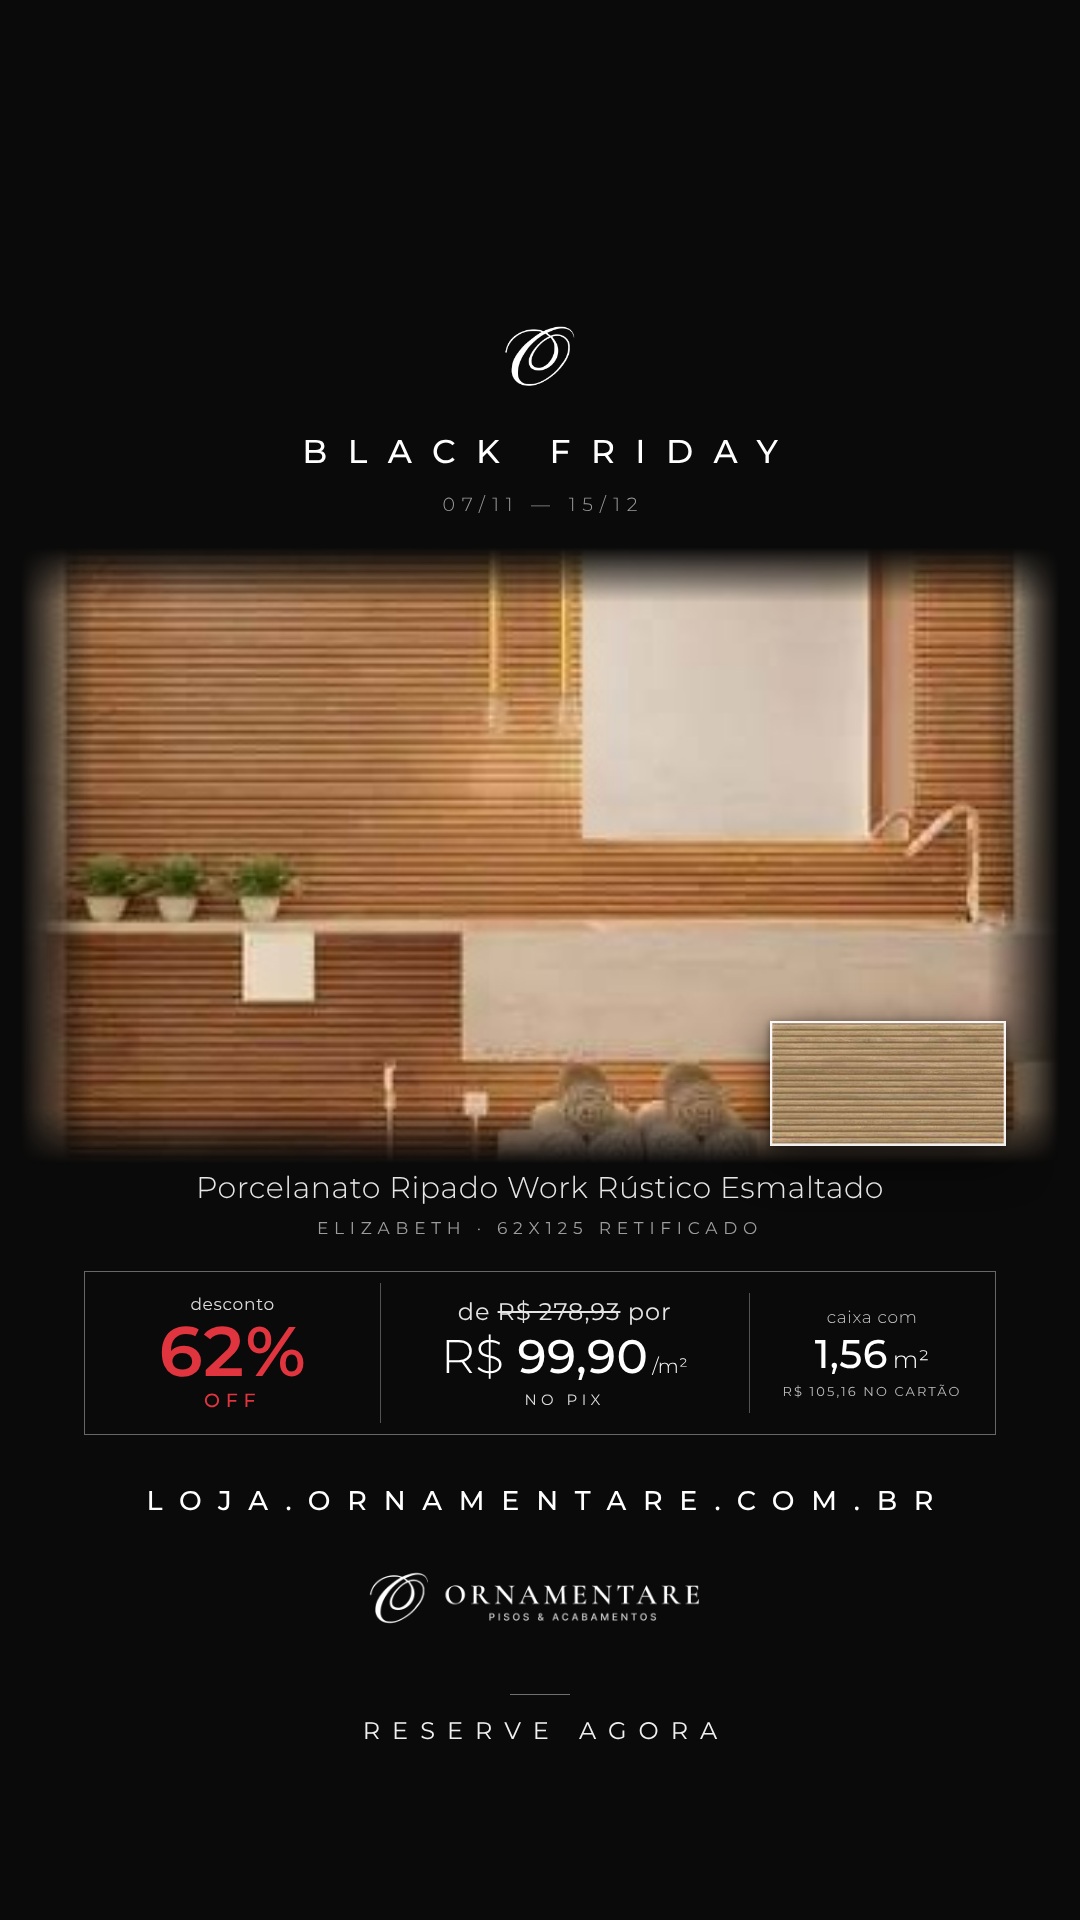 O
BLACK FRIDAY
07/11 — 15/12
Porcelanato Ripado Work Rústico Esmaltado
ELIZABETH · 62X125 RETIFICADO
desconto
62%
OFF
de R$ 278,93 por
R$ 99,90/m²
NO PIX
caixa com
1,56 m²
R$ 105,16 NO CARTÃO
LOJA.ORNAMENTARE.COM.BR
O ORNAMENTARE
PISOS & ACABAMENTOS
RESERVE AGORA